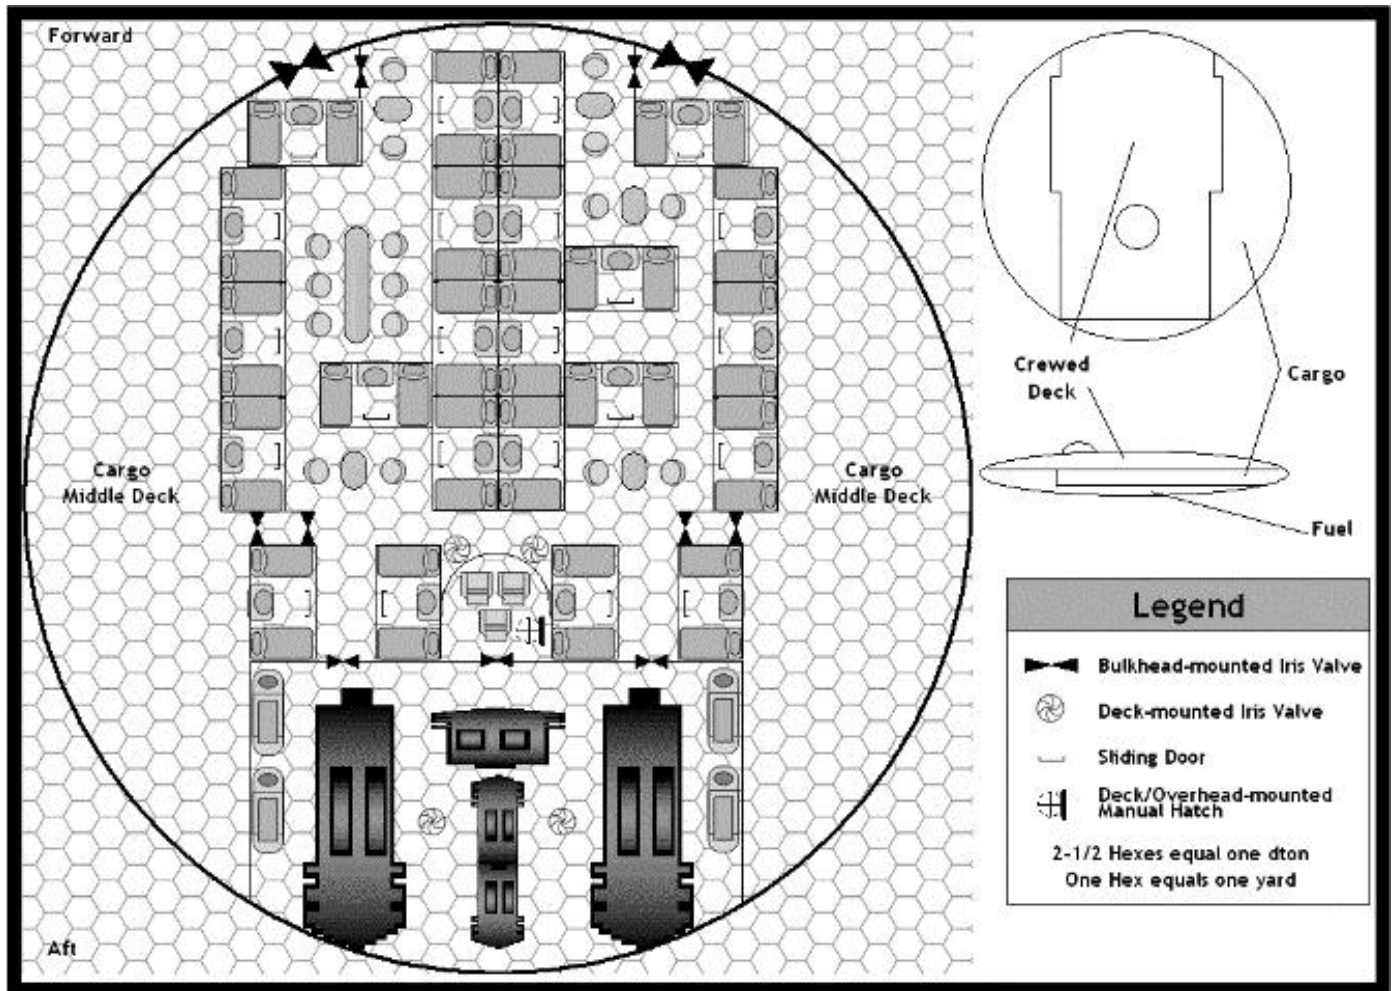 Forward
Crewed
Deck
Cargo
Cargo
Middle Deck
Cargo
Middle Deck
Fuel
Legend
Bulkhead-mounted Iris Valve
Deck-mounted Iris Valve
Sliding Door
Deck/Overhead-mounted
Manual Hatch
2-1/2 Hexes equal one dton
One Hex equals one yard
Aft